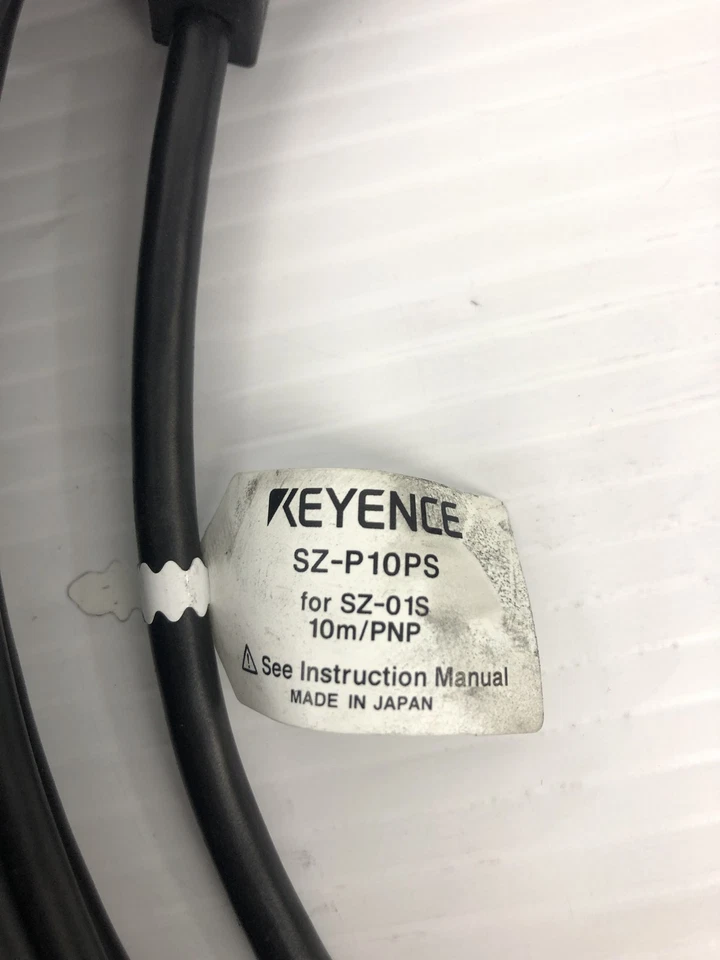 KEYENCE
SZ-P10PS
for SZ-01S
10m/PNP
⚠ See Instruction Manual
MADE IN JAPAN